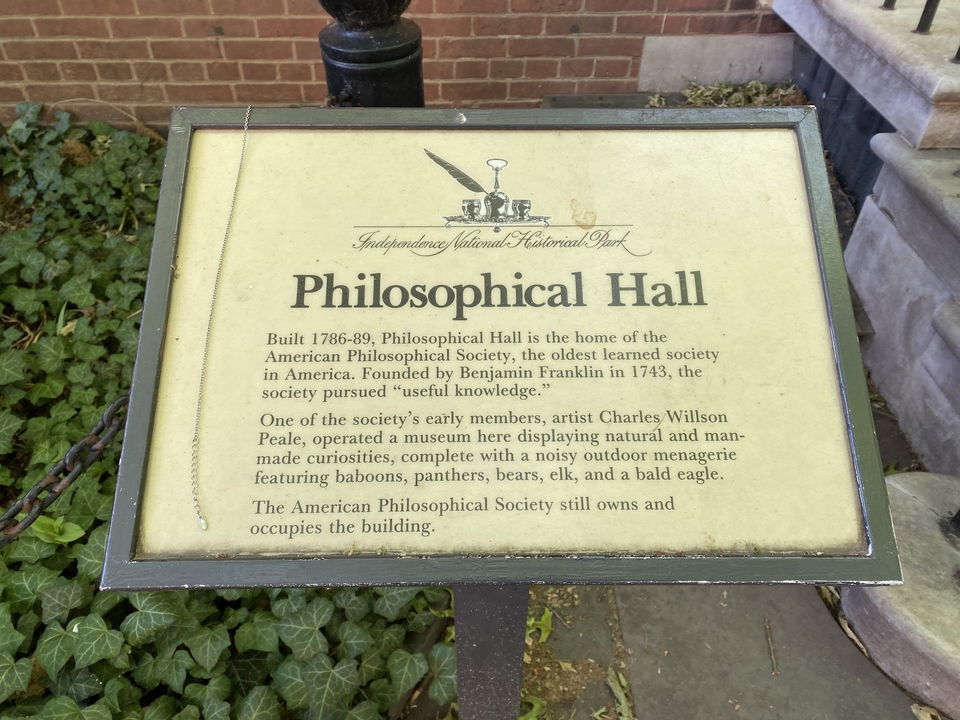 Independence National Historical Park
Philosophical Hall
Built 1786-89, Philosophical Hall is the home of the
American Philosophical Society, the oldest learned society
in America. Founded by Benjamin Franklin in 1743, the
society pursued “useful knowledge.”
One of the society’s early members, artist Charles Willson
Peale, operated a museum here displaying natural and man-
made curiosities, complete with a noisy outdoor menagerie
featuring baboons, panthers, bears, elk, and a bald eagle.
The American Philosophical Society still owns and
occupies the building.